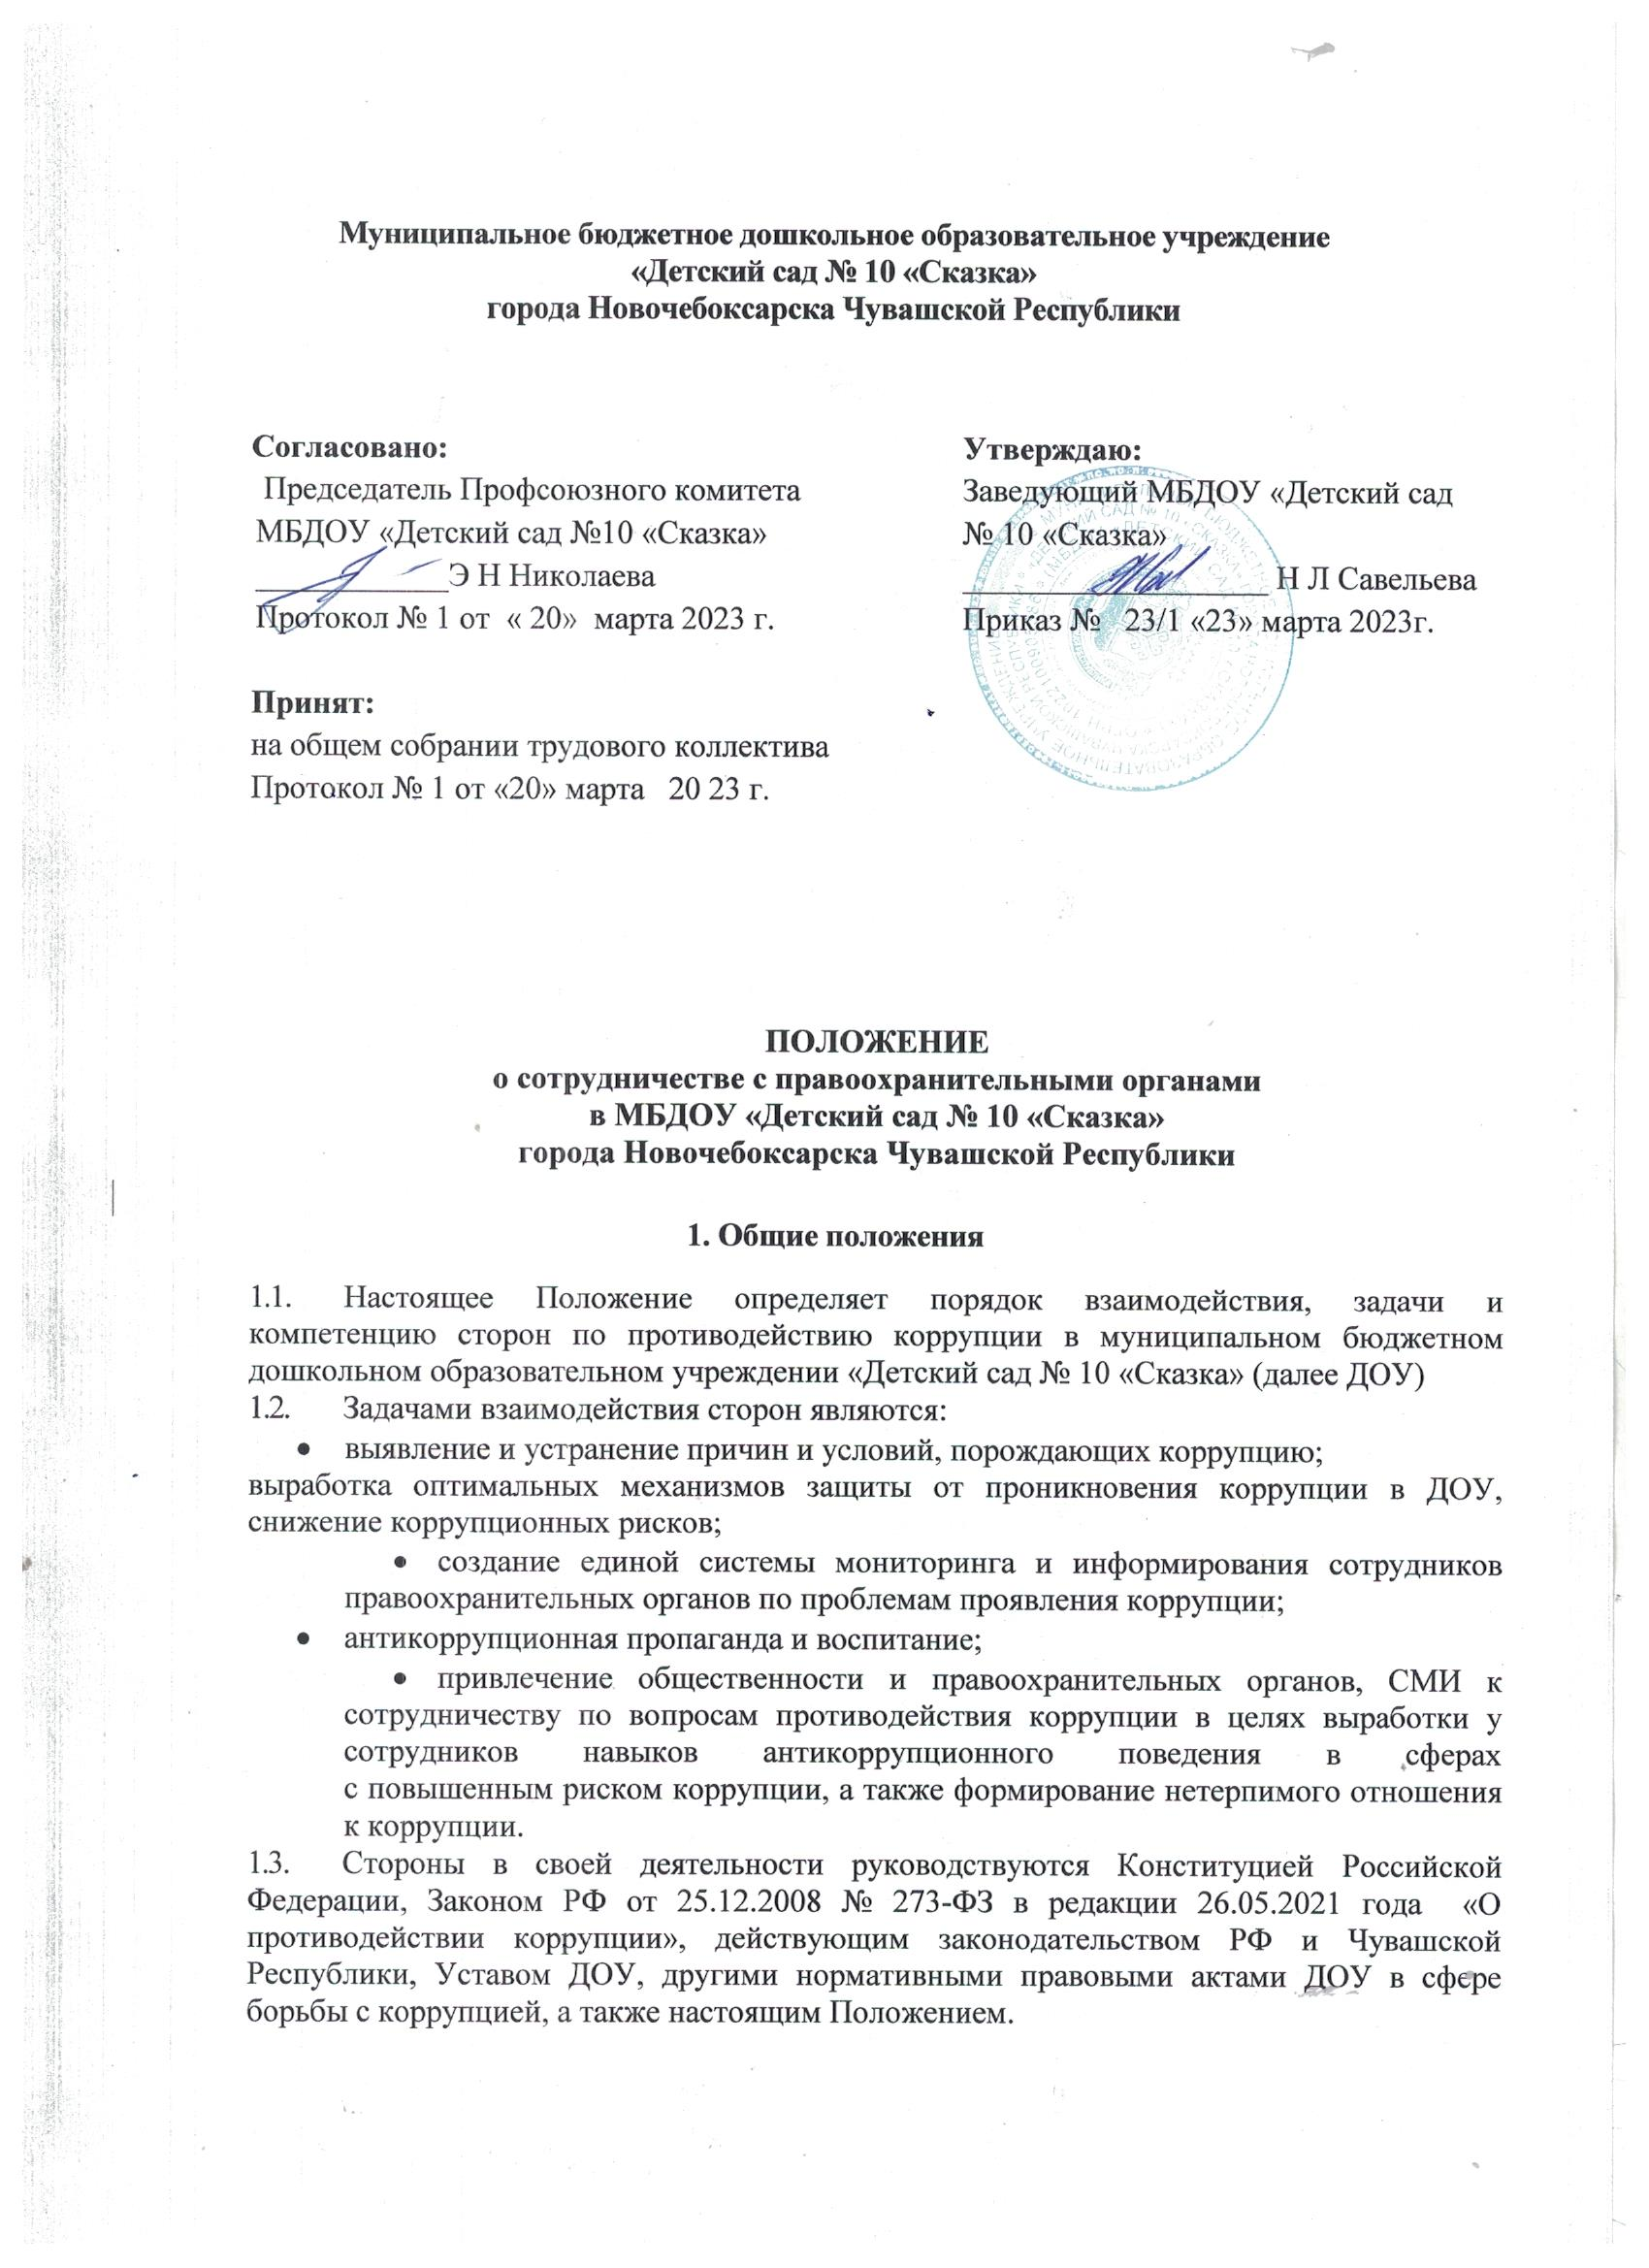 Муниципальное бюджетное дошкольное образовательное учреждение
«Детский сад № 10 «Сказка»
города Новочебоксарска Чувашской Республики
Согласовано:
Председатель Профсоюзного комитета
МБДОУ «Детский сад №10 «Сказка»
____________Э Н Николаева
Протокол № 1 от « 20» марта 2023 г.
Утверждаю:
Заведующий МБДОУ «Детский сад
№ 10 «Сказка»
___________________ Н Л Савельева
Приказ № 23/1 «23» марта 2023г.
Принят:
на общем собрании трудового коллектива
Протокол № 1 от «20» марта 20 23 г.
ПОЛОЖЕНИЕ
о сотрудничестве с правоохранительными органами
в МБДОУ «Детский сад № 10 «Сказка»
города Новочебоксарска Чувашской Республики
1. Общие положения
1.1. Настоящее Положение определяет порядок взаимодействия, задачи и
компетенцию сторон по противодействию коррупции в муниципальном бюджетном
дошкольном образовательном учреждении «Детский сад № 10 «Сказка» (далее ДОУ)
1.2. Задачами взаимодействия сторон являются:
• выявление и устранение причин и условий, порождающих коррупцию;
выработка оптимальных механизмов защиты от проникновения коррупции в ДОУ,
снижение коррупционных рисков;
• создание единой системы мониторинга и информирования сотрудников
правоохранительных органов по проблемам проявления коррупции;
• антикоррупционная пропаганда и воспитание;
• привлечение общественности и правоохранительных органов, СМИ к
сотрудничеству по вопросам противодействия коррупции в целях выработки у
сотрудников навыков антикоррупционного поведения в сферах
с повышенным риском коррупции, а также формирование нетерпимого отношения
к коррупции.
1.3. Стороны в своей деятельности руководствуются Конституцией Российской
Федерации, Законом РФ от 25.12.2008 № 273-ФЗ в редакции 26.05.2021 года «О
противодействии коррупции», действующим законодательством РФ и Чувашской
Республики, Уставом ДОУ, другими нормативными правовыми актами ДОУ в сфере
борьбы с коррупцией, а также настоящим Положением.